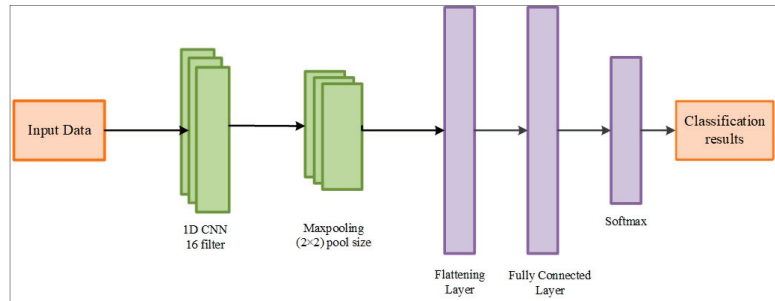 Input Data
1D CNN
16 filter
Maxpooling
(2×2) pool size
Flattening
Layer
Fully Connected
Layer
Softmax
Classification
results